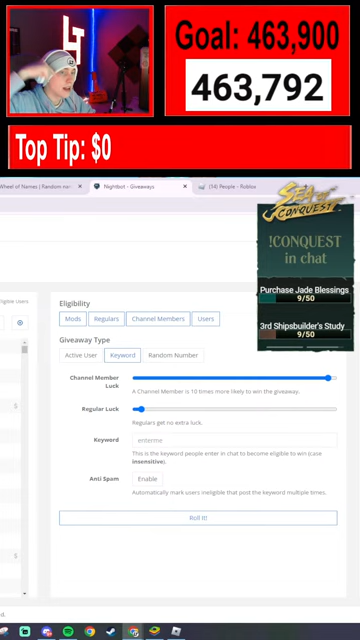 Goal: 463,900
463,792
Top Tip: $0
Wheel of Names | Random nar
Nightbot - Giveaways
(14) People - Roblox
SEA OF
CONQUEST
!CONQUEST
in chat
Purchase Jade Blessings
9/50
3rd Shipsbuilder's Study
9/50
ligible Users
Eligibility
Mods
Regulars
Channel Members
Users
Giveaway Type
Active User
Keyword
Random Number
Channel Member
Luck
A Channel Member is 10 times more likely to win the giveaway.
Regular Luck
Regulars get no extra luck.
Keyword
enterme
This is the keyword people enter in chat to become eligible to win (case
insensitive).
Anti Spam
Enable
Automatically mark users ineligible that post the keyword multiple times.
Roll It!